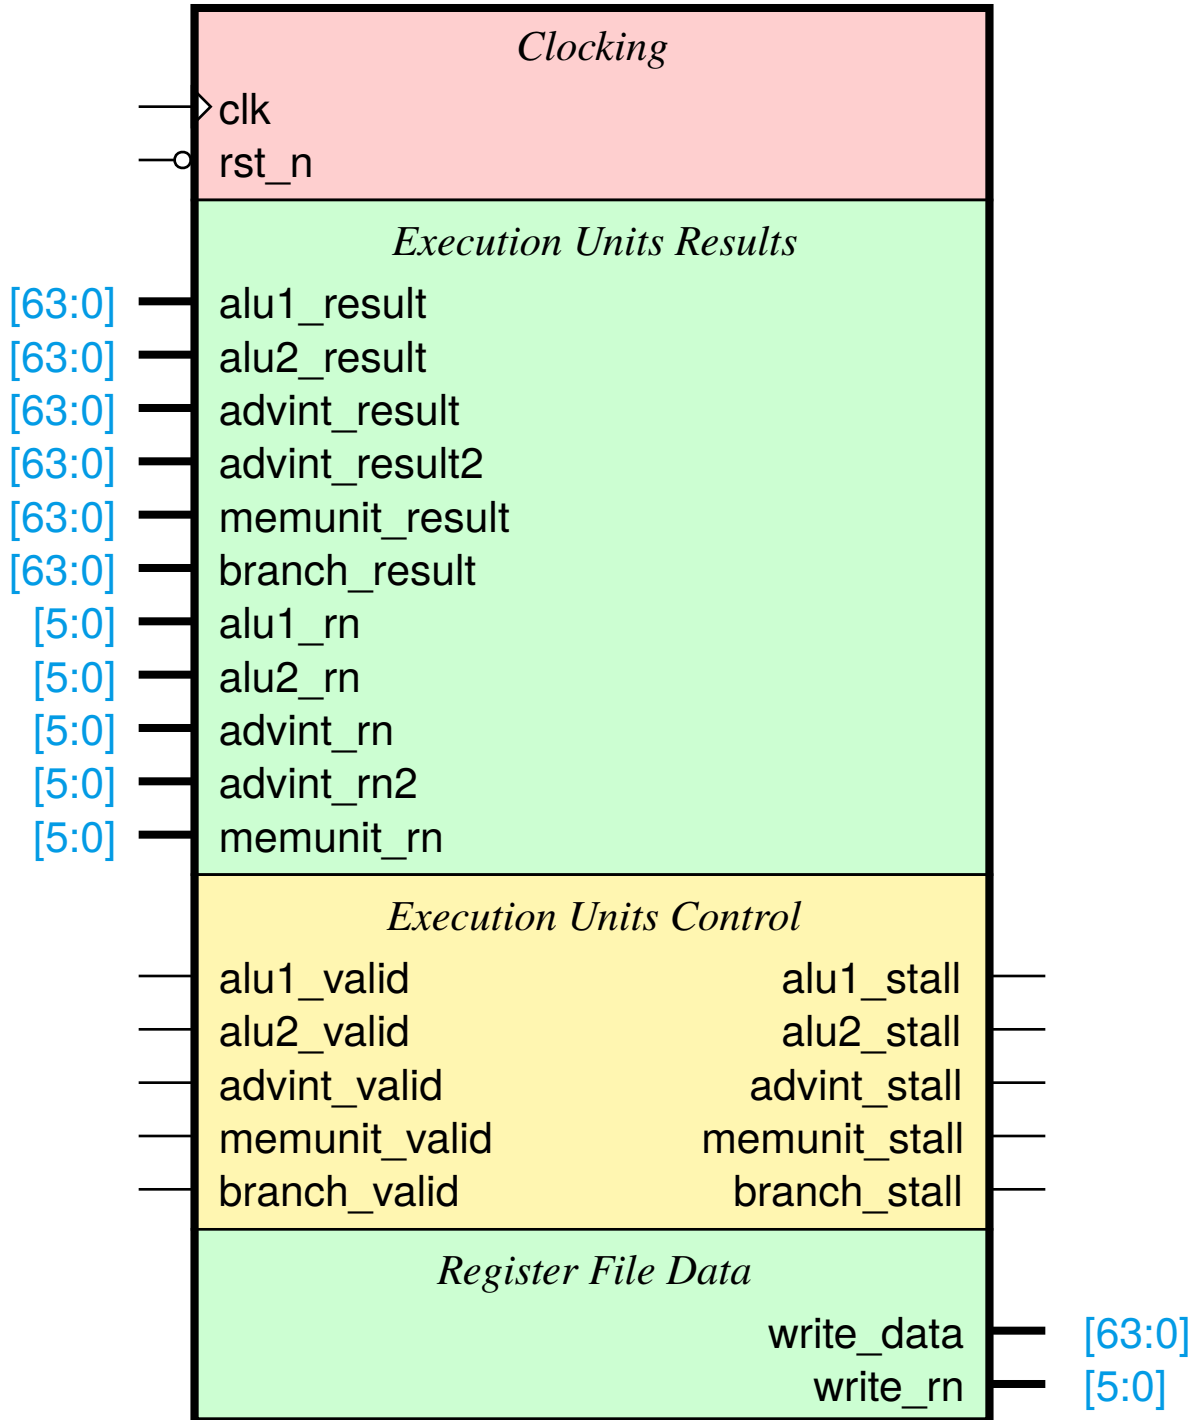 Clocking
clk
rst_n
Execution Units Results
[63:0] alu1_result
[63:0] alu2_result
[63:0] advint_result
[63:0] advint_result2
[63:0] memunit_result
[63:0] branch_result
[5:0] alu1_rn
[5:0] alu2_rn
[5:0] advint_rn
[5:0] advint_rn2
[5:0] memunit_rn
Execution Units Control
alu1_valid alu1_stall
alu2_valid alu2_stall
advint_valid advint_stall
memunit_valid memunit_stall
branch_valid branch_stall
Register File Data
write_data [63:0]
write_rn [5:0]